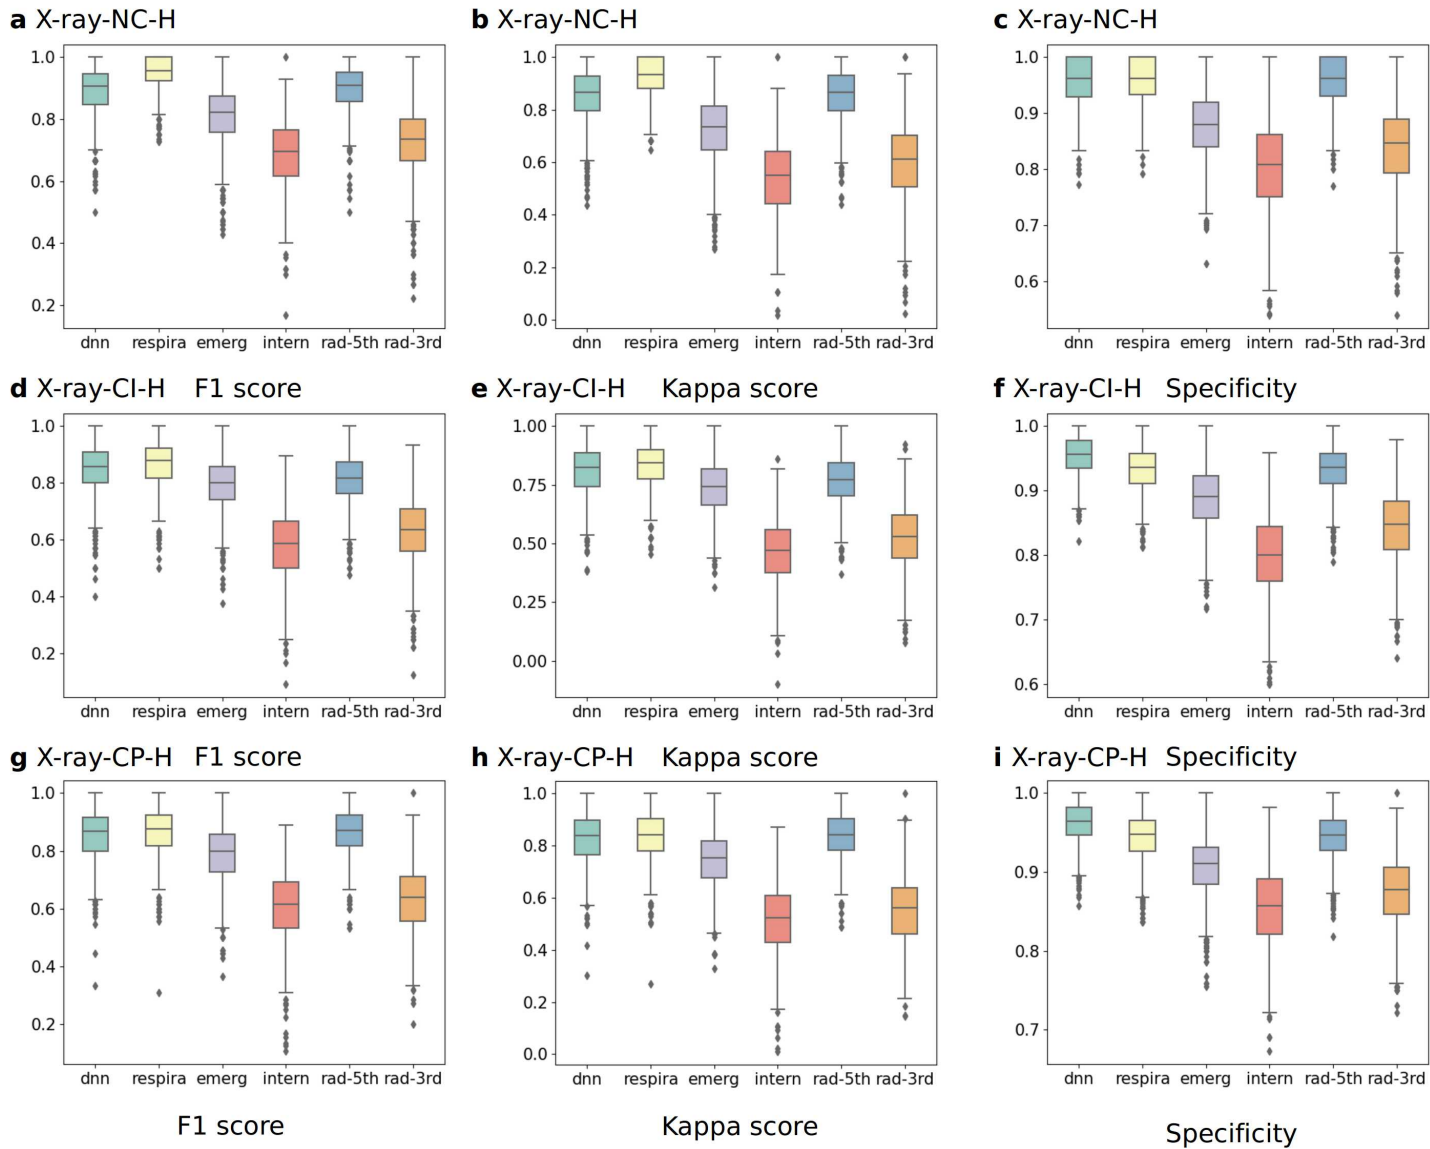 a X-ray-NC-H
b X-ray-NC-H
c X-ray-NC-H
1.0
0.8
0.6
0.4
0.2
dnn respira emerg intern rad-5th rad-3rd
1.0
0.8
0.6
0.4
0.2
0.0
dnn respira emerg intern rad-5th rad-3rd
1.0
0.9
0.8
0.7
0.6
dnn respira emerg intern rad-5th rad-3rd
d X-ray-CI-H F1 score
e X-ray-CI-H Kappa score
f X-ray-CI-H Specificity
1.0
0.8
0.6
0.4
0.2
dnn respira emerg intern rad-5th rad-3rd
1.00
0.75
0.50
0.25
0.00
dnn respira emerg intern rad-5th rad-3rd
1.0
0.9
0.8
0.7
0.6
dnn respira emerg intern rad-5th rad-3rd
g X-ray-CP-H F1 score
h X-ray-CP-H Kappa score
i X-ray-CP-H Specificity
1.0
0.8
0.6
0.4
0.2
dnn respira emerg intern rad-5th rad-3rd
1.0
0.8
0.6
0.4
0.2
0.0
dnn respira emerg intern rad-5th rad-3rd
1.0
0.9
0.8
0.7
dnn respira emerg intern rad-5th rad-3rd
F1 score
Kappa score
Specificity